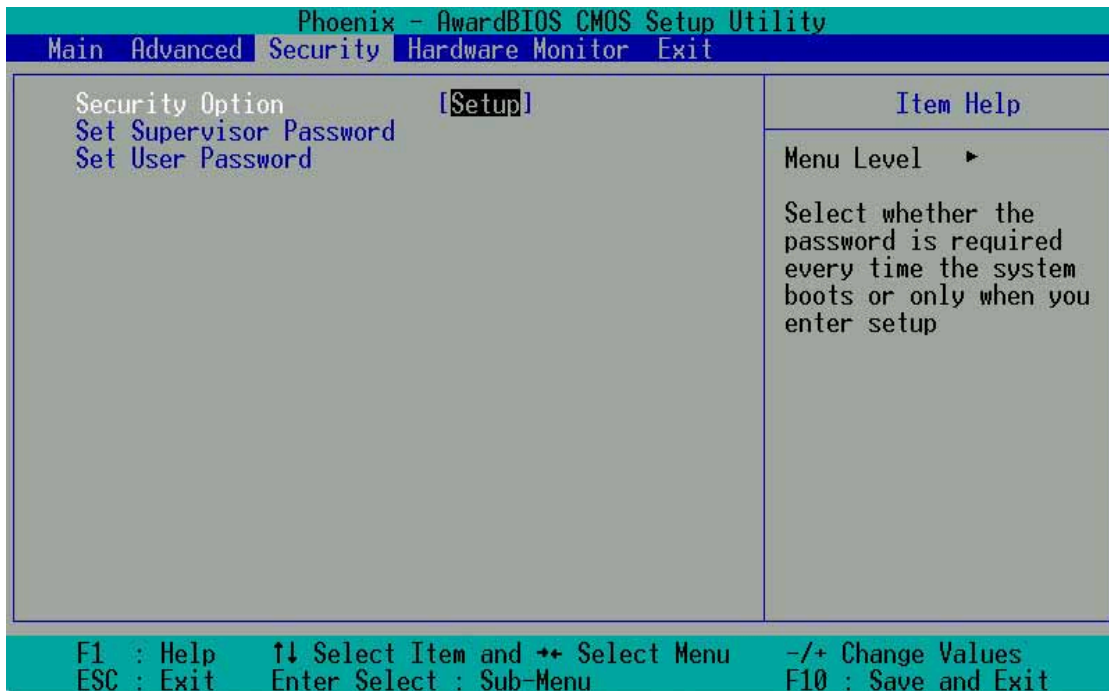 Phoenix - AwardBIOS CMOS Setup Utility
Main Advanced Security Hardware Monitor Exit
Security Option [Setup]
Set Supervisor Password
Set User Password
Item Help
Menu Level ►
Select whether the
password is required
every time the system
boots or only when you
enter setup
F1 : Help ↑↓ Select Item and →← Select Menu -/+ Change Values
ESC : Exit Enter Select : Sub-Menu F10 : Save and Exit